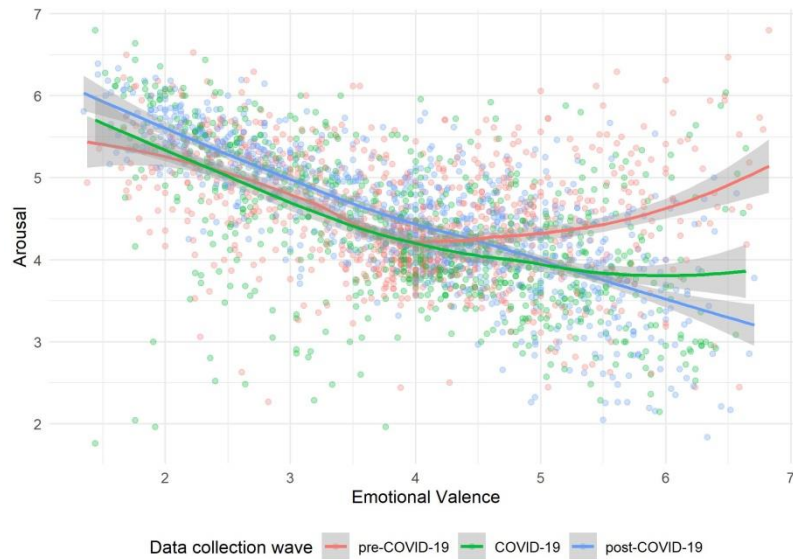 7
6
5
4
3
2
Arousal
2 3 4 5 6 7
Emotional Valence
Data collection wave pre-COVID-19 COVID-19 post-COVID-19